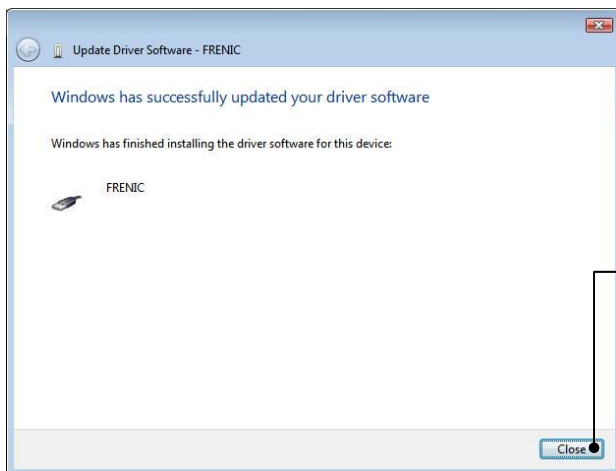 Update Driver Software - FRENIC
Windows has successfully updated your driver software
Windows has finished installing the driver software for this device:
FRENIC
Close